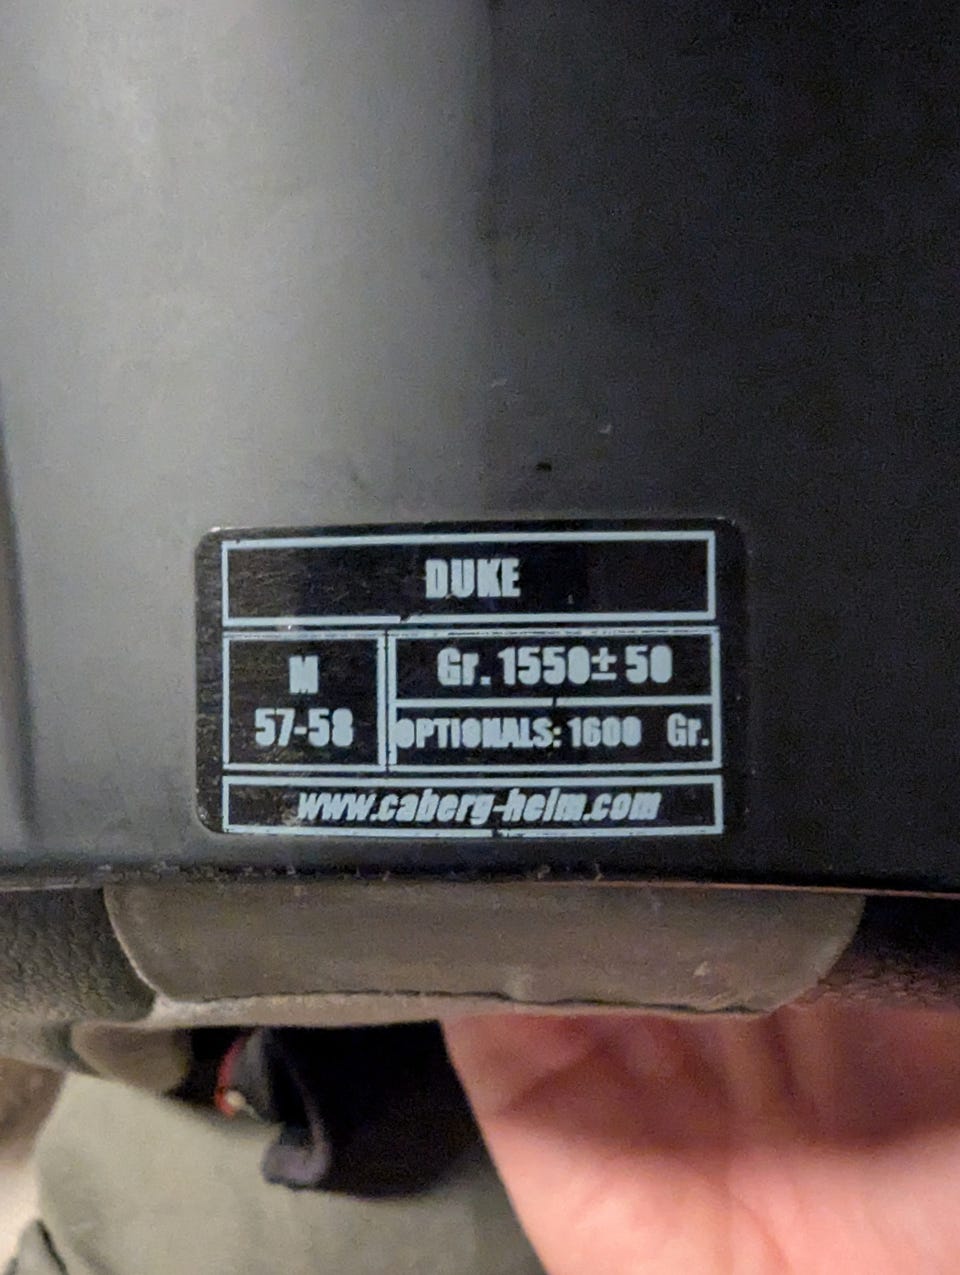 DUKE
M
57-58
Gr. 1550± 50
OPTIONALS: 1600 Gr.
www.caberg-helm.com